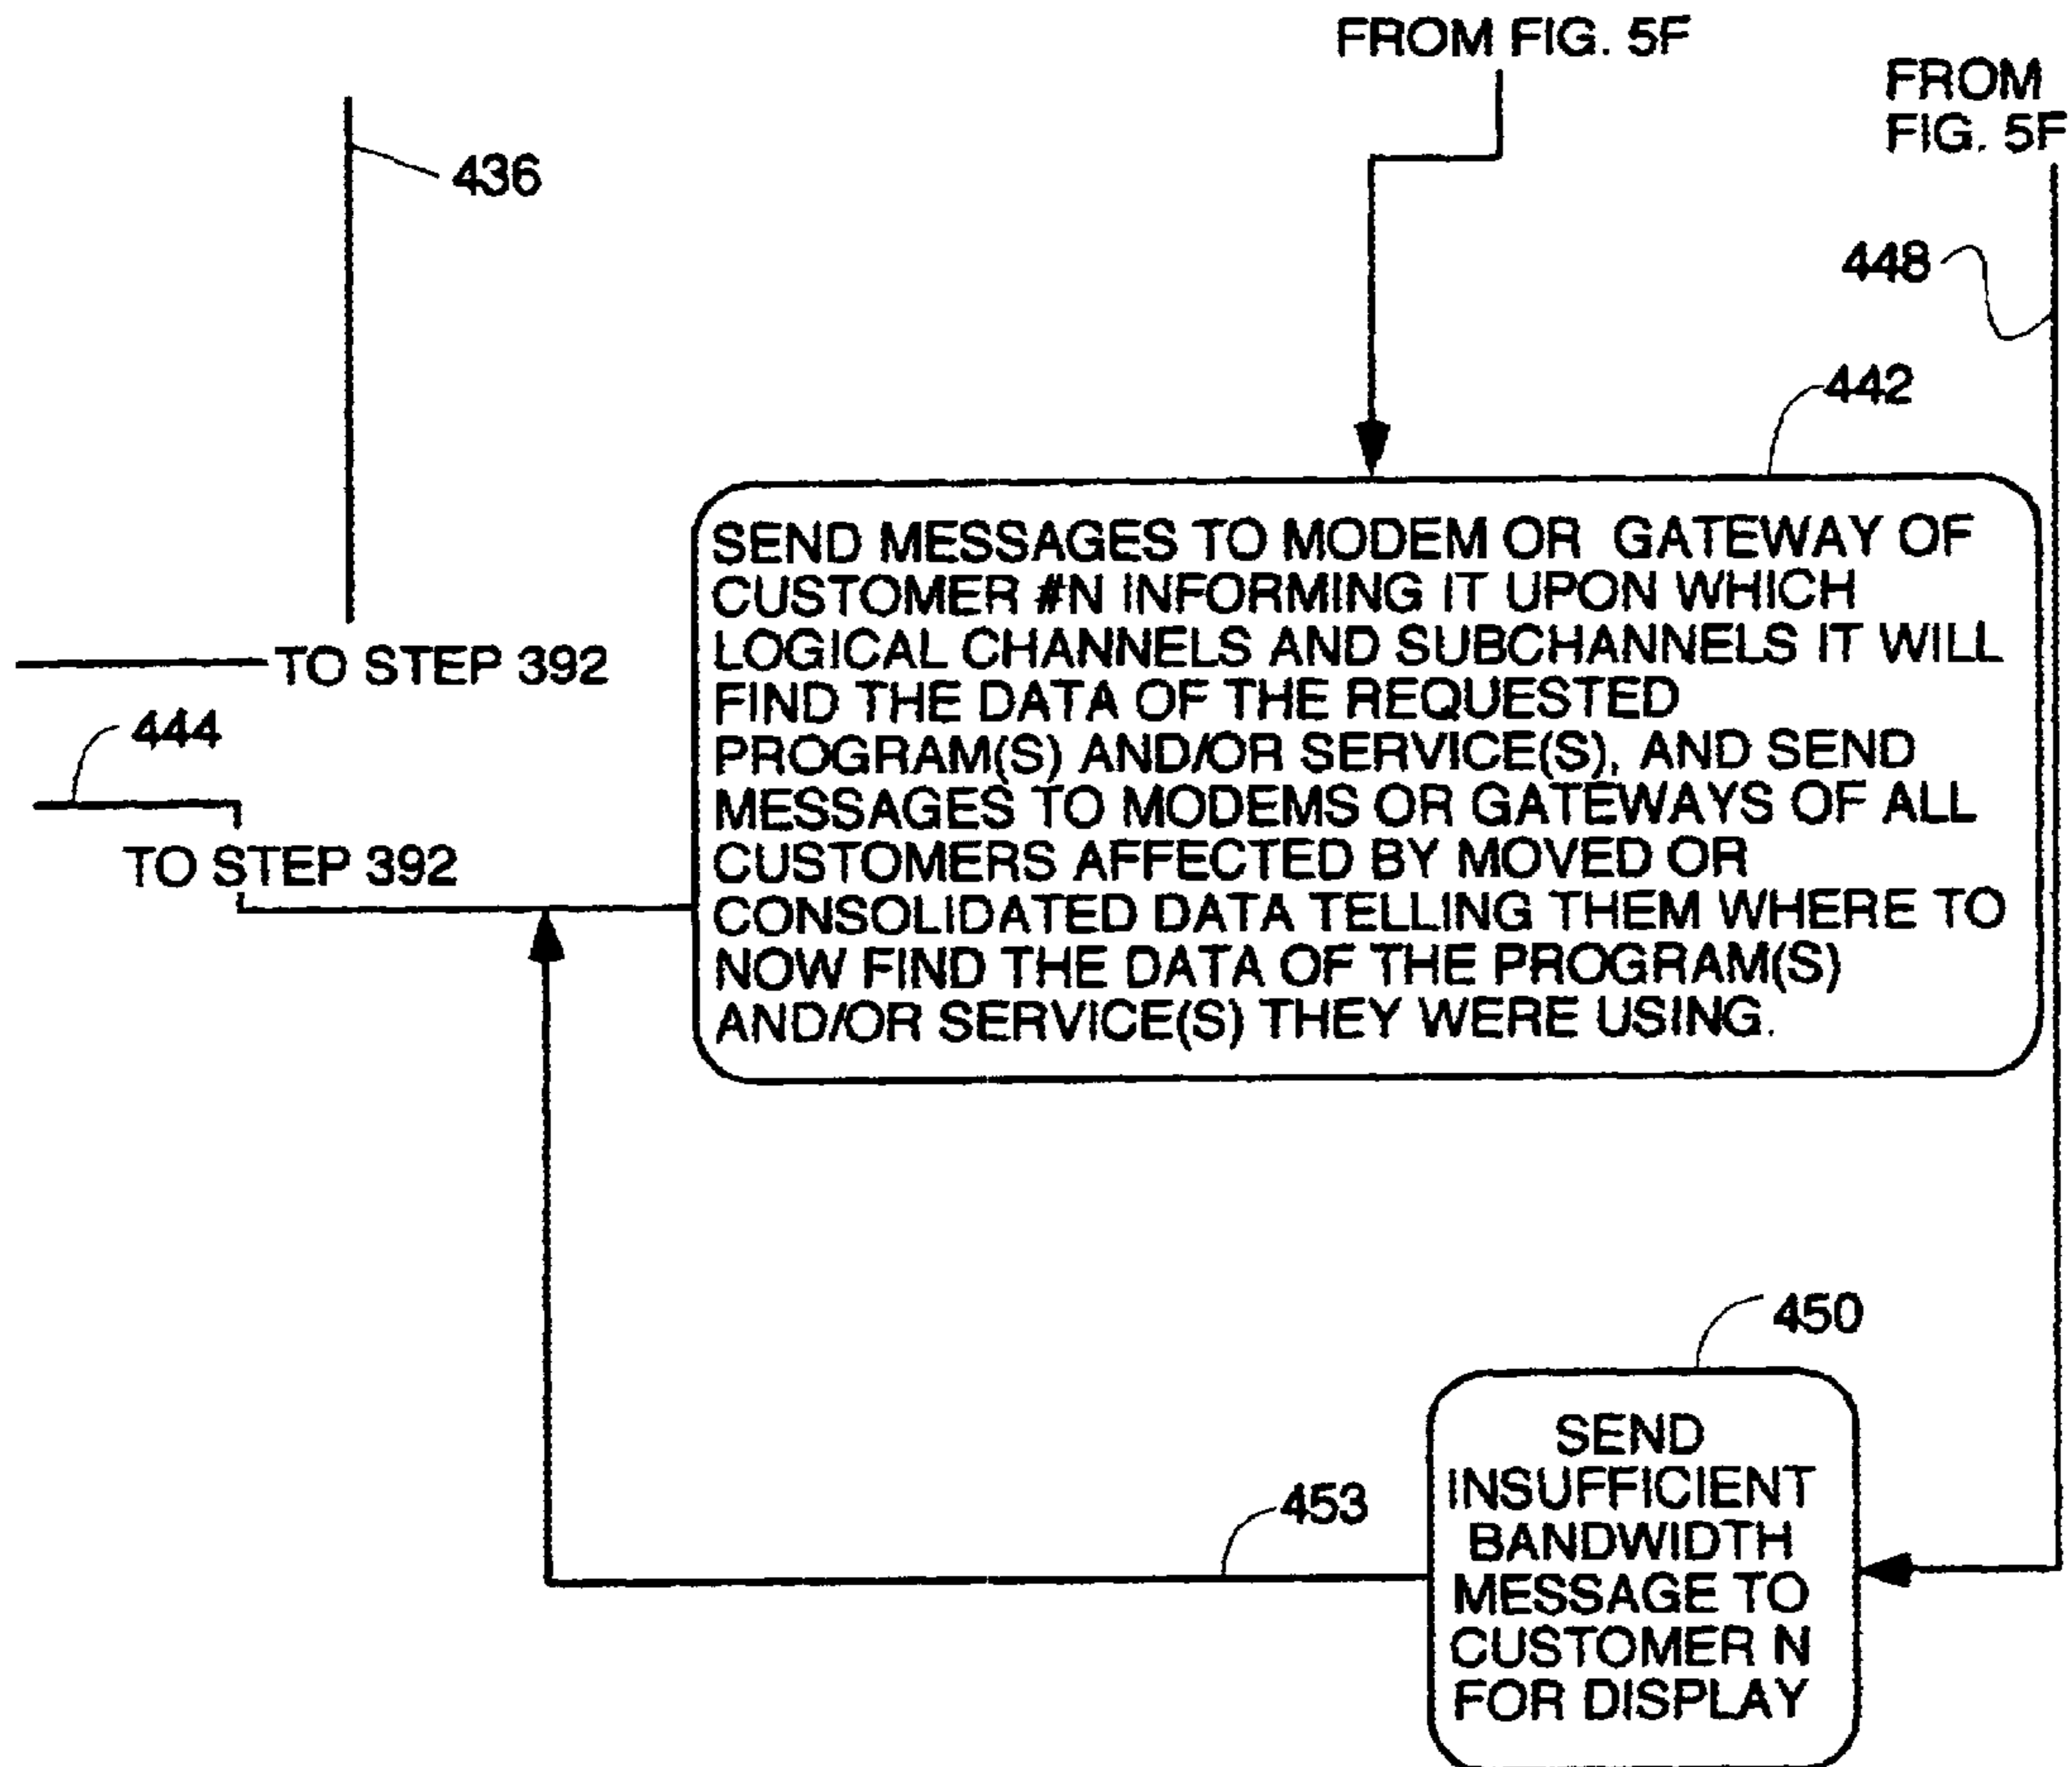 FROM FIG. 5F
FROM
FIG. 5F
436
448
442
SEND MESSAGES TO MODEM OR GATEWAY OF
CUSTOMER #N INFORMING IT UPON WHICH
LOGICAL CHANNELS AND SUBCHANNELS IT WILL
FIND THE DATA OF THE REQUESTED
PROGRAM(S) AND/OR SERVICE(S), AND SEND
MESSAGES TO MODEMS OR GATEWAYS OF ALL
CUSTOMERS AFFECTED BY MOVED OR
CONSOLIDATED DATA TELLING THEM WHERE TO
NOW FIND THE DATA OF THE PROGRAM(S)
AND/OR SERVICE(S) THEY WERE USING.
TO STEP 392
444
TO STEP 392
450
SEND
INSUFFICIENT
BANDWIDTH
MESSAGE TO
CUSTOMER N
FOR DISPLAY
453